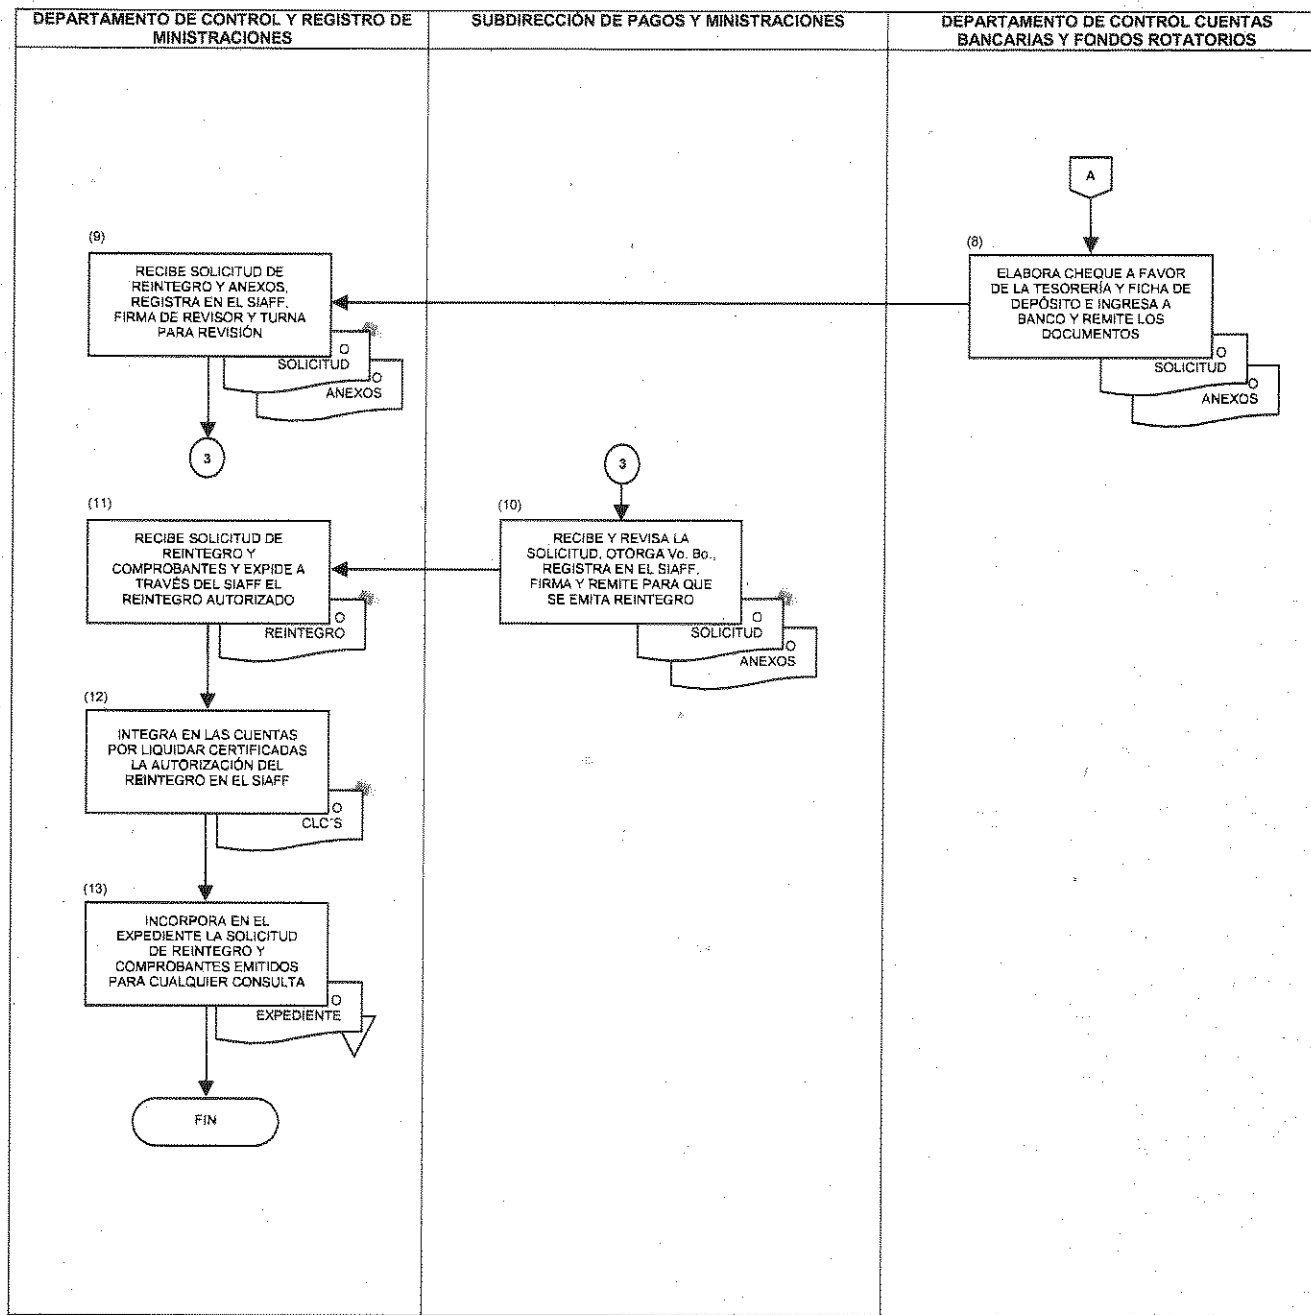 DEPARTAMENTO DE CONTROL Y REGISTRO DE
MINISTRACIONES
SUBDIRECCIÓN DE PAGOS Y MINISTRACIONES
DEPARTAMENTO DE CONTROL CUENTAS
BANCARIAS Y FONDOS ROTATORIOS
A
(8)
ELABORA CHEQUE A FAVOR
DE LA TESORERÍA Y FICHA DE
DEPÓSITO E INGRESA A
BANCO Y REMITE LOS
DOCUMENTOS
O
SOLICITUD
O
ANEXOS
(9)
RECIBE SOLICITUD DE
REINTEGRO Y ANEXOS,
REGISTRA EN EL SIAFF,
FIRMA DE REVISOR Y TURNA
PARA REVISIÓN
O
SOLICITUD
O
ANEXOS
3
3
(10)
RECIBE Y REVISA LA
SOLICITUD, OTORGA Vo. Bo.,
REGISTRA EN EL SIAFF,
FIRMA Y REMITE PARA QUE
SE EMITA REINTEGRO
O
SOLICITUD
O
ANEXOS
(11)
RECIBE SOLICITUD DE
REINTEGRO Y
COMPROBANTES Y EXPIDE A
TRAVÉS DEL SIAFF EL
REINTEGRO AUTORIZADO
O
REINTEGRO
(12)
INTEGRA EN LAS CUENTAS
POR LIQUIDAR CERTIFICADAS
LA AUTORIZACIÓN DEL
REINTEGRO EN EL SIAFF
O
CLC´S
(13)
INCORPORA EN EL
EXPEDIENTE LA SOLICITUD
DE REINTEGRO Y
COMPROBANTES EMITIDOS
PARA CUALQUIER CONSULTA
O
EXPEDIENTE
FIN